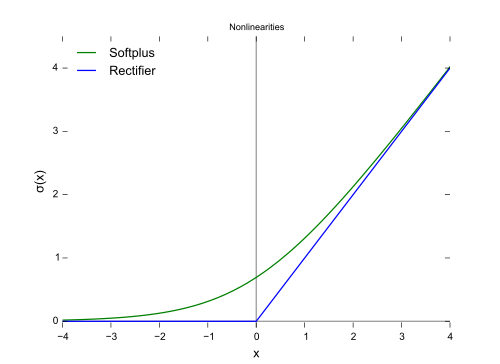 Nonlinearities
Softplus
Rectifier
4
3
2
1
0
σ(x)
−4 −3 −2 −1 0 1 2 3 4
x